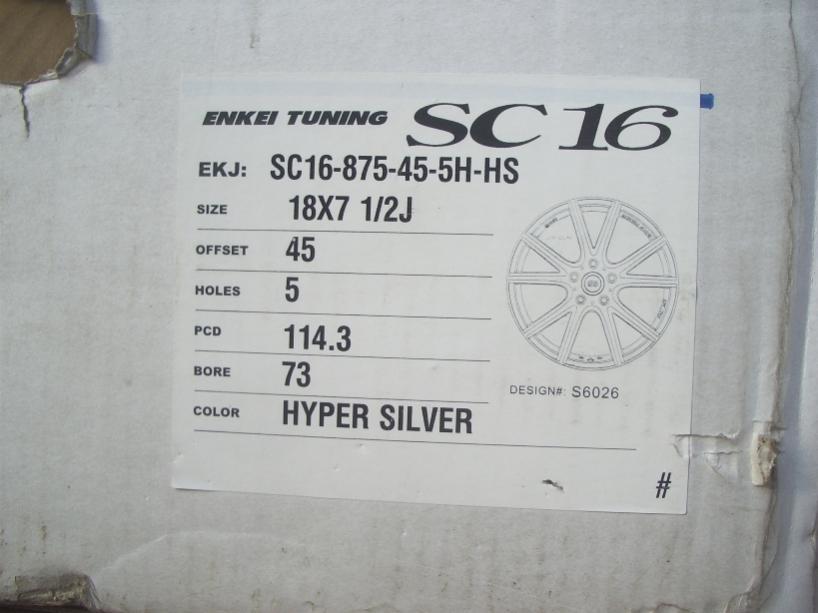 ENKEI TUNING SC 16
EKJ: SC16-875-45-5H-HS
SIZE 18X7 1/2J
OFFSET 45
HOLES 5
PCD 114.3
BORE 73
COLOR HYPER SILVER
DESIGN#: S6026
#